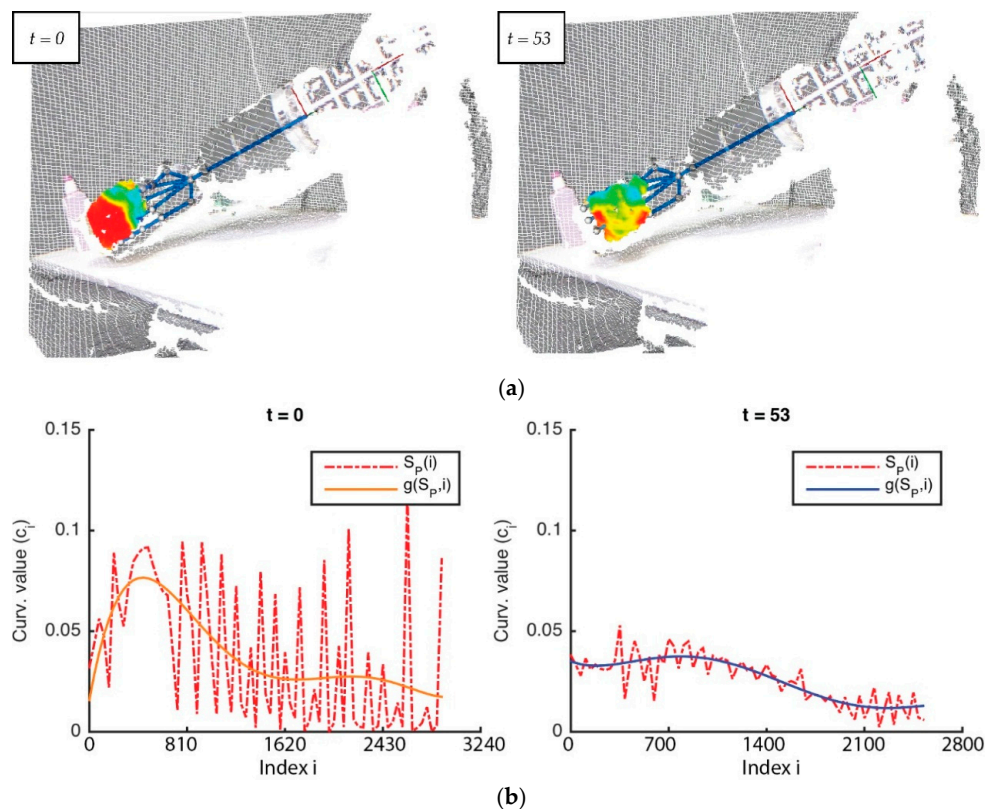 t = 0
t = 53
(a)
t = 0
0.15
0.1
0.05
0
Curv. value (c_i)
S_P(i)
g(S_P,i)
0 810 1620 2430 3240
Index i
t = 53
0.15
0.1
0.05
0
Curv. value (c_i)
S_P(i)
g(S_P,i)
0 700 1400 2100 2800
Index i
(b)